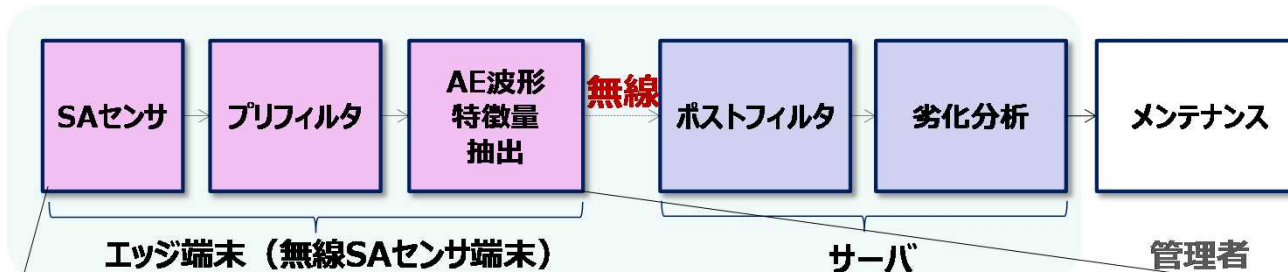 SAセンサ
プリフィルタ
AE波形
特徴量
抽出
無線
ポストフィルタ
劣化分析
メンテナンス
エッジ端末（無線SAセンサ端末）
サーバ
管理者